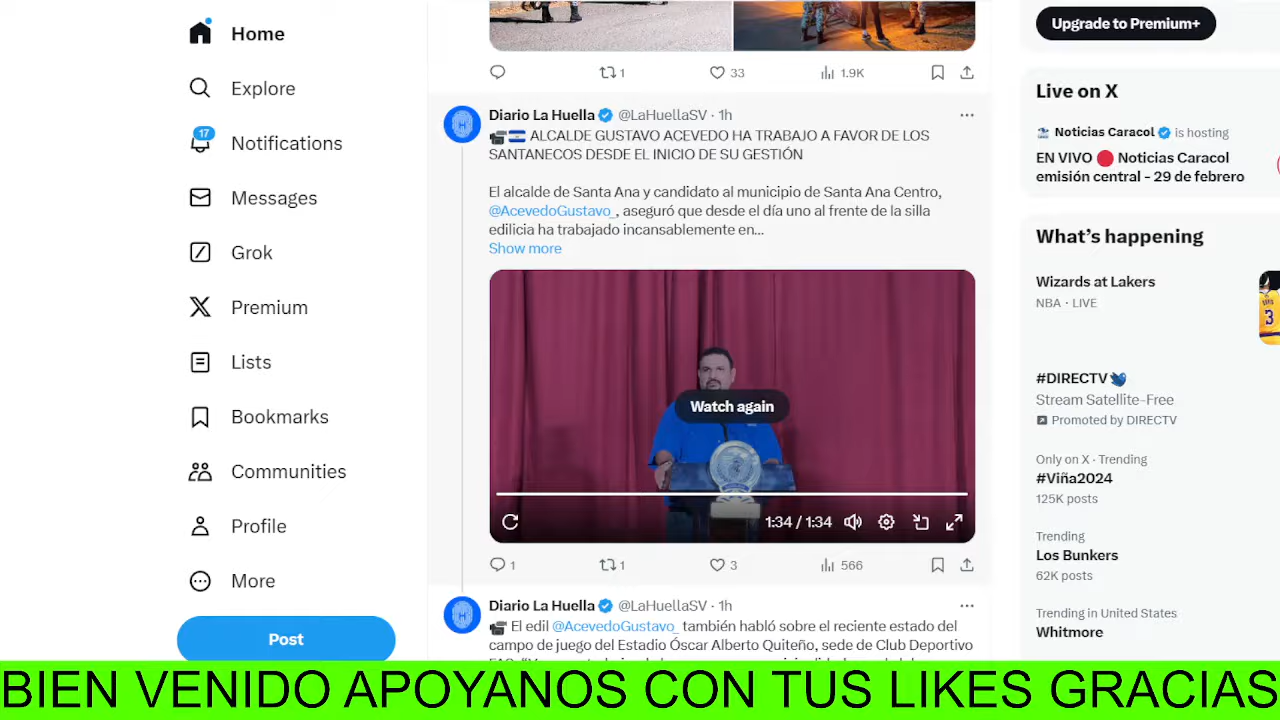 Home
Explore
17
Notifications
Messages
Grok
Premium
Lists
Bookmarks
Communities
Profile
More
Post
1
33
1.9K
Diario La Huella @LaHuellaSV · 1h
ALCALDE GUSTAVO ACEVEDO HA TRABAJO A FAVOR DE LOS
SANTANECOS DESDE EL INICIO DE SU GESTIÓN
El alcalde de Santa Ana y candidato al municipio de Santa Ana Centro,
@AcevedoGustavo_, aseguró que desde el día uno al frente de la silla
edilicia ha trabajado incansablemente en...
Show more
Watch again
1:34 / 1:34
1
1
3
566
Diario La Huella @LaHuellaSV · 1h
El edil @AcevedoGustavo_ también habló sobre el reciente estado del
campo de juego del Estadio Óscar Alberto Quiteño, sede de Club Deportivo
Upgrade to Premium+
Live on X
Noticias Caracol is hosting
EN VIVO Noticias Caracol
emisión central - 29 de febrero
What's happening
Wizards at Lakers
NBA · LIVE
3
#DIRECTV
Stream Satellite-Free
Promoted by DIRECTV
Only on X · Trending
#Viña2024
125K posts
Trending
Los Bunkers
62K posts
Trending in United States
Whitmore
BIEN VENIDO APOYANOS CON TUS LIKES GRACIAS